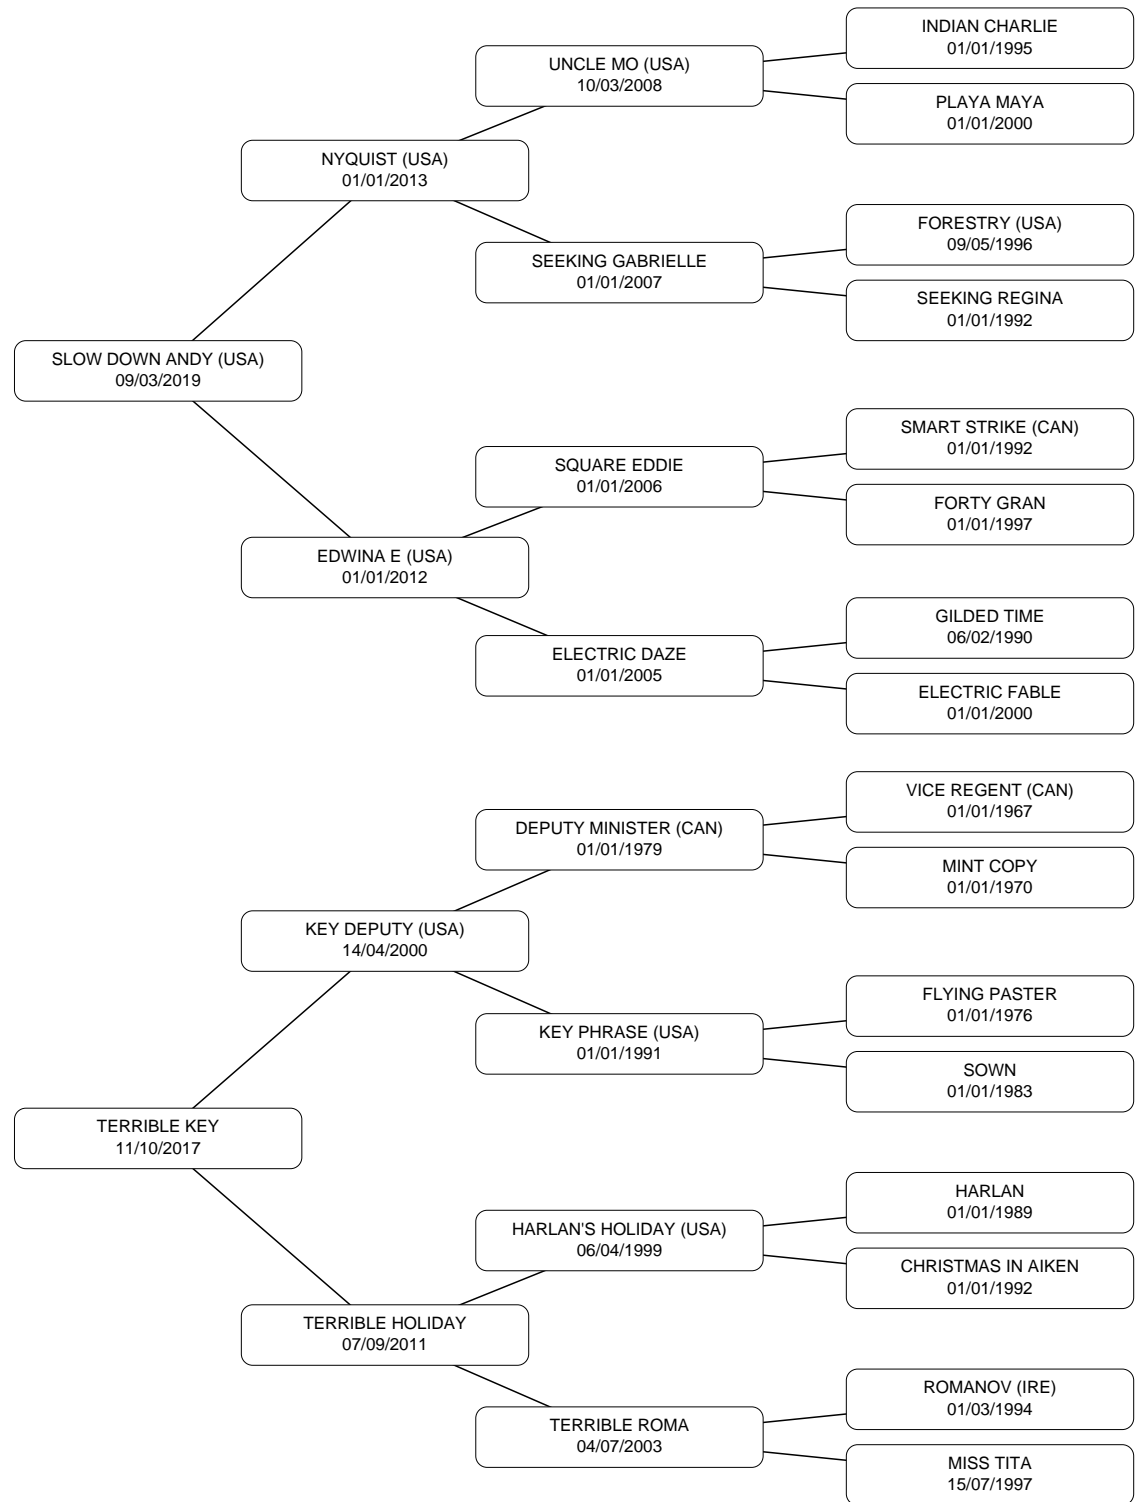 INDIAN CHARLIE
01/01/1995
UNCLE MO (USA)
10/03/2008
PLAYA MAYA
01/01/2000
NYQUIST (USA)
01/01/2013
FORESTRY (USA)
09/05/1996
SEEKING GABRIELLE
01/01/2007
SEEKING REGINA
01/01/1992
SLOW DOWN ANDY (USA)
09/03/2019
SMART STRIKE (CAN)
01/01/1992
SQUARE EDDIE
01/01/2006
FORTY GRAN
01/01/1997
EDWINA E (USA)
01/01/2012
GILDED TIME
06/02/1990
ELECTRIC DAZE
01/01/2005
ELECTRIC FABLE
01/01/2000
VICE REGENT (CAN)
01/01/1967
DEPUTY MINISTER (CAN)
01/01/1979
MINT COPY
01/01/1970
KEY DEPUTY (USA)
14/04/2000
FLYING PASTER
01/01/1976
KEY PHRASE (USA)
01/01/1991
SOWN
01/01/1983
TERRIBLE KEY
11/10/2017
HARLAN
01/01/1989
HARLAN'S HOLIDAY (USA)
06/04/1999
CHRISTMAS IN AIKEN
01/01/1992
TERRIBLE HOLIDAY
07/09/2011
ROMANOV (IRE)
01/03/1994
TERRIBLE ROMA
04/07/2003
MISS TITA
15/07/1997